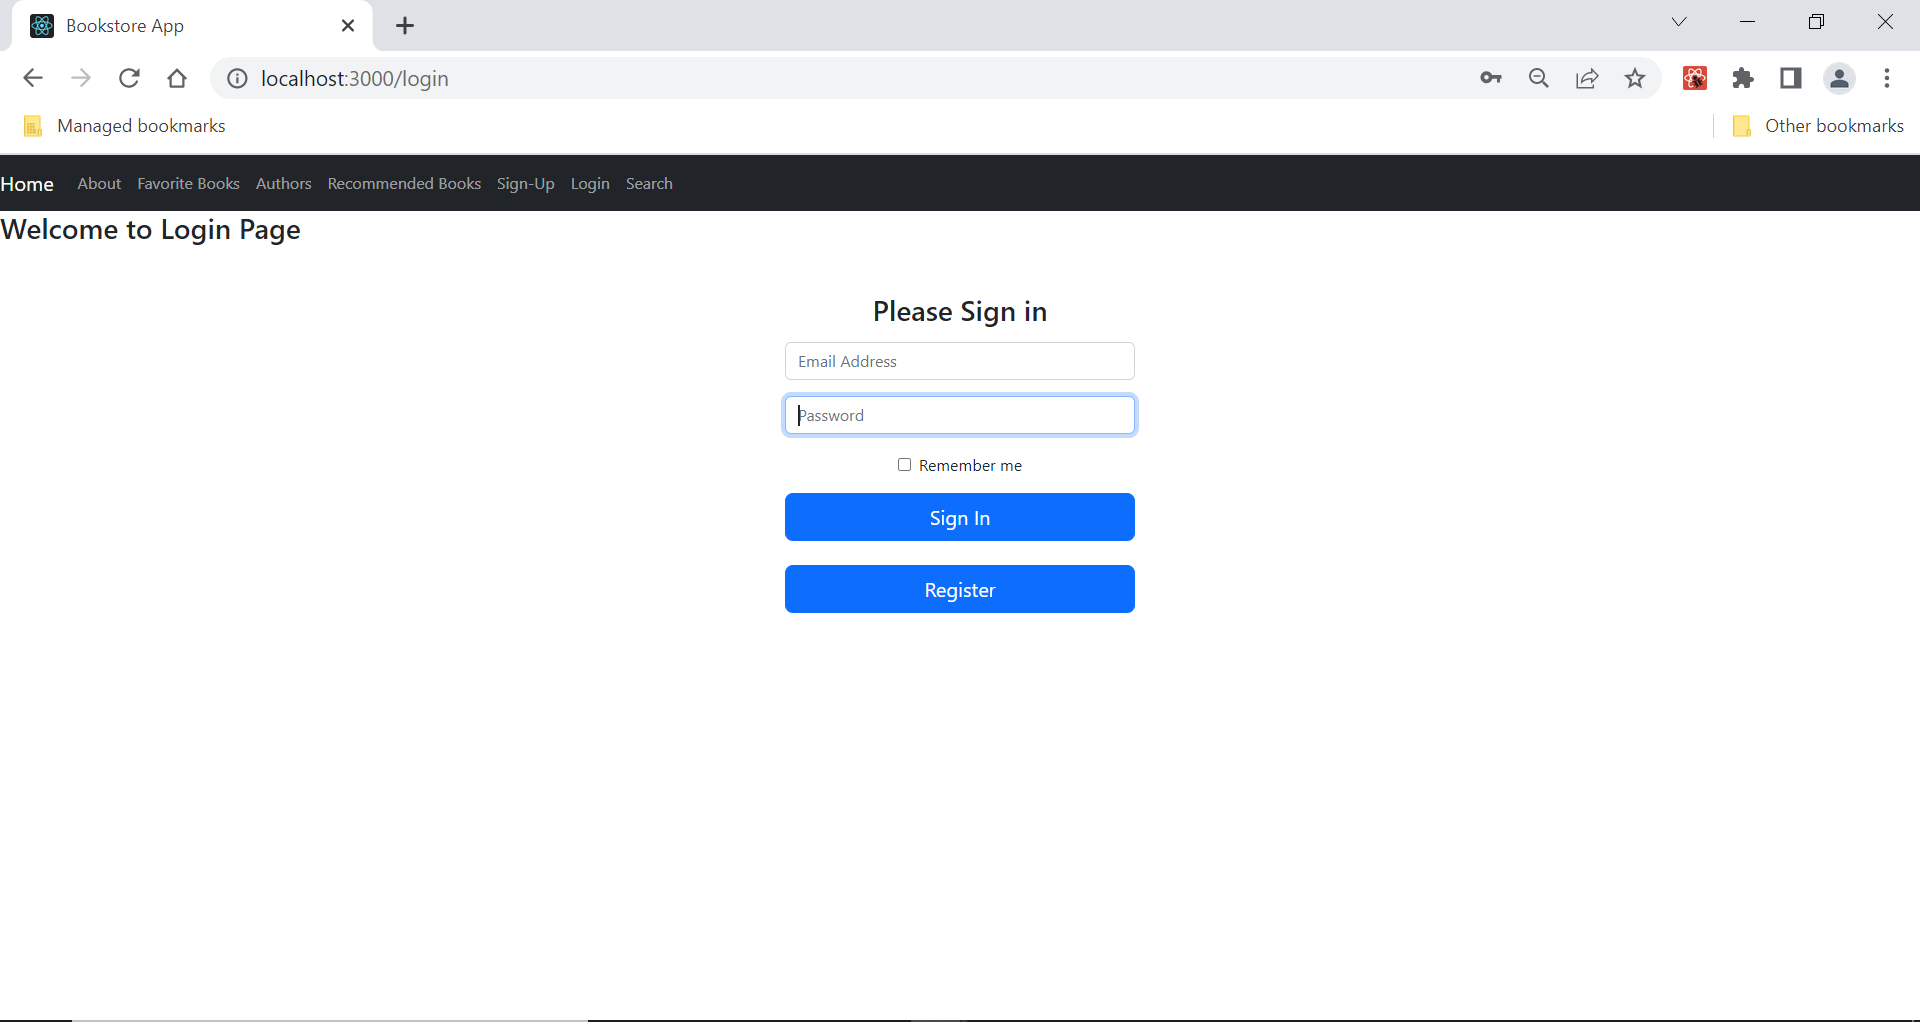 Bookstore App
localhost:3000/login
Managed bookmarks
Other bookmarks
Home About Favorite Books Authors Recommended Books Sign-Up Login Search
Welcome to Login Page
Please Sign in
Email Address
Password
Remember me
Sign In
Register